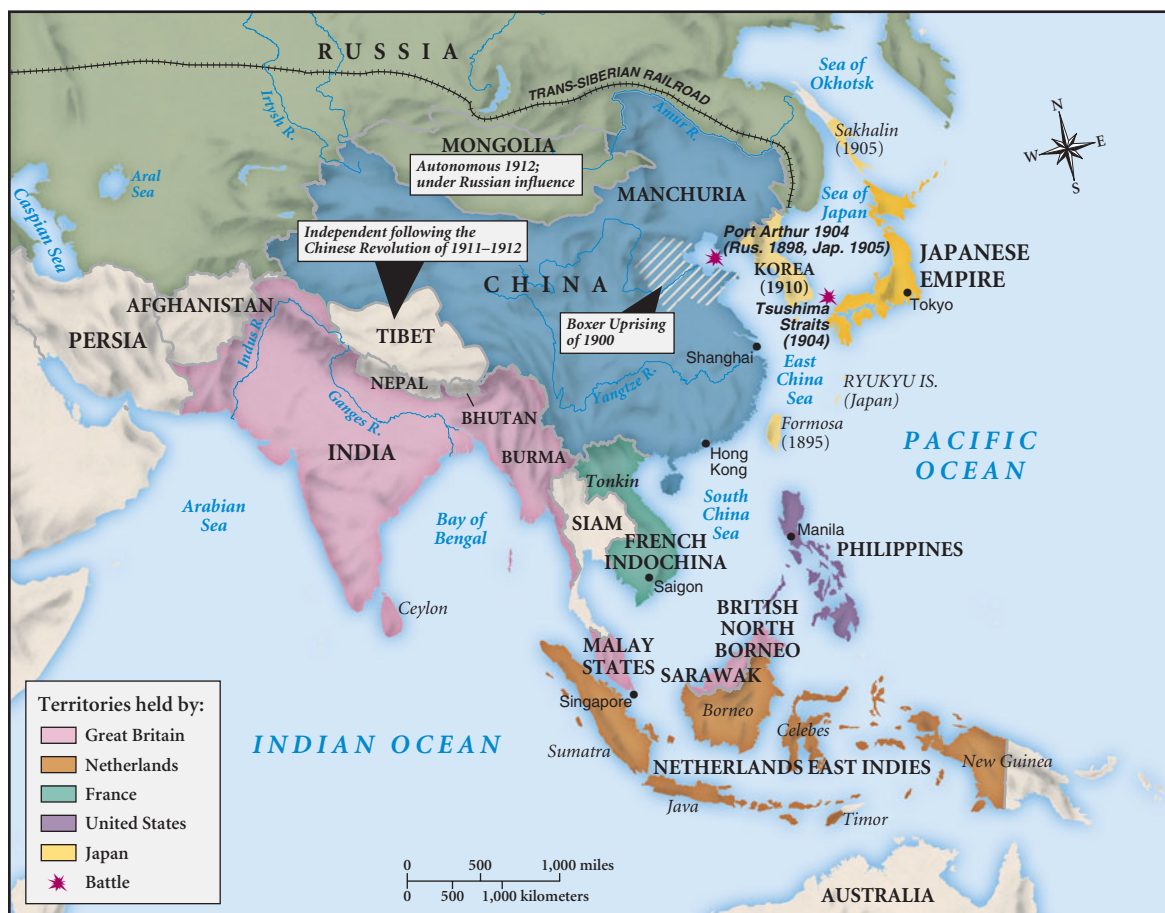 RUSSIA
Sea of
Okhotsk
TRANS-SIBERIAN RAILROAD
Irtysh R.
Amur R.
N
W
E
S
Sakhalin
(1905)
MONGOLIA
Autonomous 1912;
under Russian influence
Aral
Sea
Caspian Sea
MANCHURIA
Sea of
Japan
Independent following the
Chinese Revolution of 1911–1912
Port Arthur 1904
(Rus. 1898, Jap. 1905)
JAPANESE
EMPIRE
CHINA
KOREA
(1910)
Tokyo
AFGHANISTAN
PERSIA
Indus R.
TIBET
Boxer Uprising
of 1900
Tsushima
Straits
(1904)
Shanghai
East
China
Sea
NEPAL
Yangtze R.
RYUKYU IS.
(Japan)
Ganges R.
BHUTAN
Formosa
(1895)
PACIFIC
OCEAN
INDIA
BURMA
Hong
Kong
Tonkin
Arabian
Sea
Bay of
Bengal
SIAM
South
China
Sea
Manila
PHILIPPINES
FRENCH
INDOCHINA
Saigon
Ceylon
BRITISH
NORTH
BORNEO
MALAY
STATES
SARAWAK
Singapore
Borneo
Celebes
INDIAN OCEAN
Sumatra
NETHERLANDS EAST INDIES
New Guinea
Java
Timor
Territories held by:
Great Britain
Netherlands
France
United States
Japan
Battle
0 500 1,000 miles
0 500 1,000 kilometers
AUSTRALIA